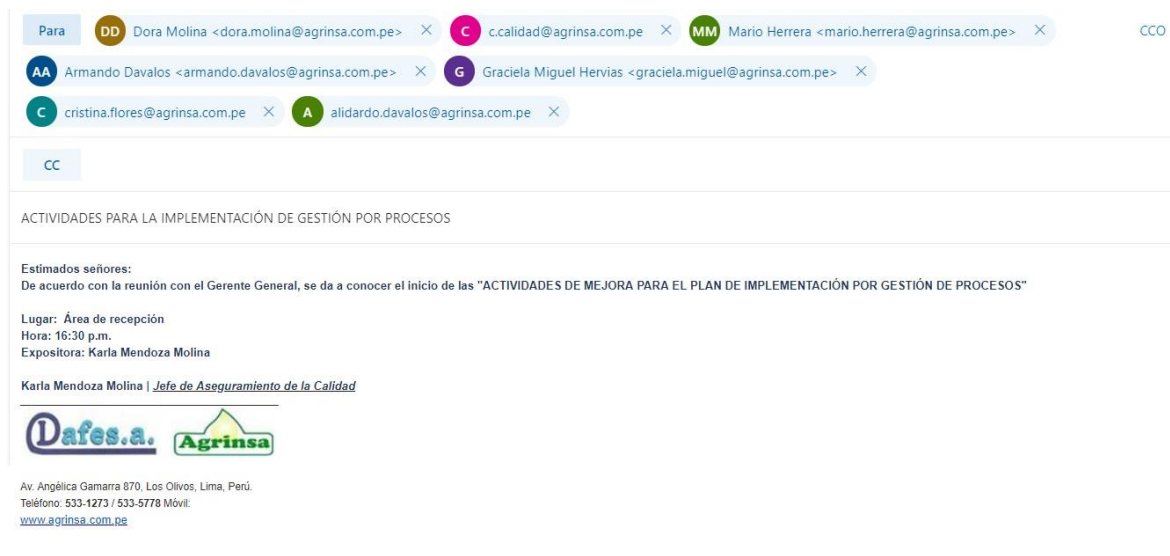 Para DD Dora Molina <dora.molina@agrinsa.com.pe> C c.calidad@agrinsa.com.pe MM Mario Herrera <mario.herrera@agrinsa.com.pe> CCO
AA Armando Davalos <armando.davalos@agrinsa.com.pe> G Graciela Miguel Hervias <graciela.miguel@agrinsa.com.pe>
C cristina.flores@agrinsa.com.pe A alidardo.davalos@agrinsa.com.pe
CC
ACTIVIDADES PARA LA IMPLEMENTACIÓN DE GESTIÓN POR PROCESOS
Estimados señores:
De acuerdo con la reunión con el Gerente General, se da a conocer el inicio de las "ACTIVIDADES DE MEJORA PARA EL PLAN DE IMPLEMENTACIÓN POR GESTIÓN DE PROCESOS"
Lugar: Área de recepción
Hora: 16:30 p.m.
Expositora: Karla Mendoza Molina
Karla Mendoza Molina | Jefe de Aseguramiento de la Calidad
Dafes.a. Agrinsa
Av. Angélica Gamarra 870, Los Olivos, Lima, Perú.
Teléfono: 533-1273 / 533-5778 Móvil:
www.agrinsa.com.pe